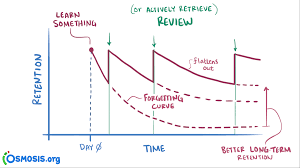 (OR ACTIVELY RETRIEVE)
REVIEW
LEARN
SOMETHING
flattens
out
RETENTION
FORGETTING
CURVE
DAY 0
TIME
BETTER LONG-TERM
RETENTION
OSMOSIS.org